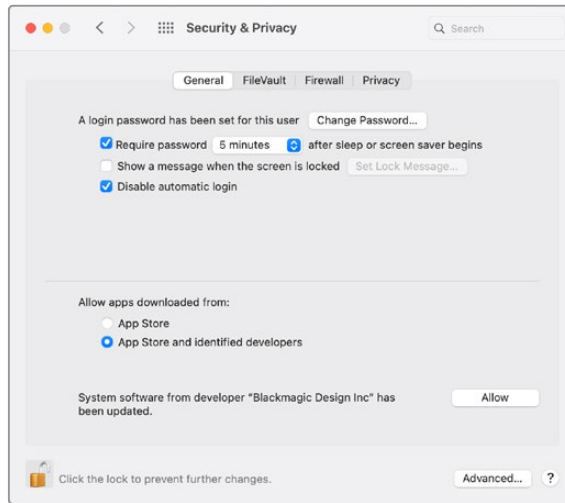 Security & Privacy
Search
General FileVault Firewall Privacy
A login password has been set for this user Change Password...
Require password 5 minutes after sleep or screen saver begins
Show a message when the screen is locked Set Lock Message...
Disable automatic login
Allow apps downloaded from:
App Store
App Store and identified developers
System software from developer "Blackmagic Design Inc" has Allow
been updated.
Click the lock to prevent further changes. Advanced... ?